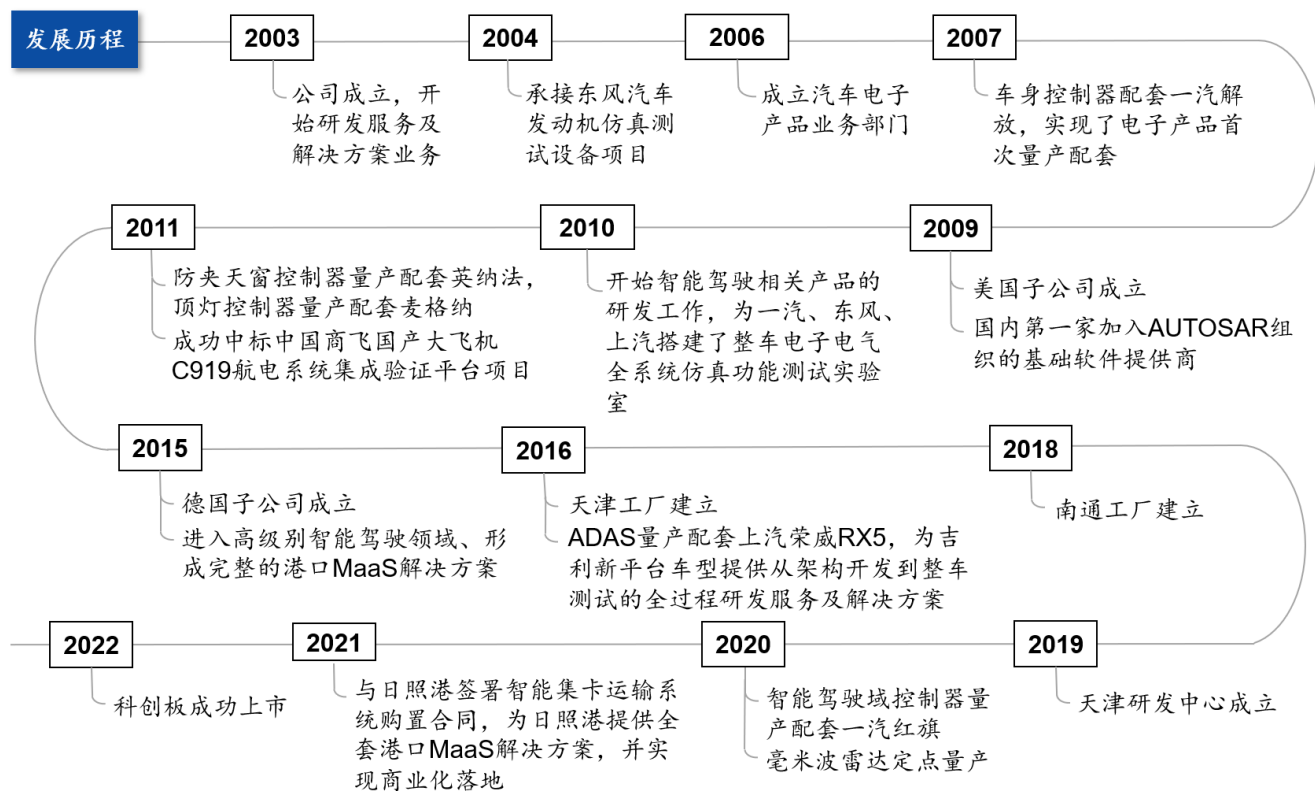 发展历程
2003
公司成立，开
始研发服务及
解决方案业务
2004
承接东风汽车
发动机仿真测
试设备项目
2006
成立汽车电子
产品业务部门
2007
车身控制器配套一汽解
放，实现了电子产品首
次量产配套
2009
美国子公司成立
国内第一家加入AUTOSAR组
织的基础软件提供商
2010
开始智能驾驶相关产品的
研发工作，为一汽、东风、
上汽搭建了整车电子电气
全系统仿真功能测试实验
室
2011
防夹天窗控制器量产配套英纳法，
顶灯控制器量产配套麦格纳
成功中标中国商飞国产大飞机
C919航电系统集成验证平台项目
2015
德国子公司成立
进入高级别智能驾驶领域、形
成完整的港口MaaS解决方案
2016
天津工厂建立
ADAS量产配套上汽荣威RX5，为吉
利新平台车型提供从架构开发到整车
测试的全过程研发服务及解决方案
2018
南通工厂建立
2019
天津研发中心成立
2020
智能驾驶域控制器量
产配套一汽红旗
毫米波雷达定点量产
2021
与日照港签署智能集卡运输系
统购置合同，为日照港提供全
套港口MaaS解决方案，并实
现商业化落地
2022
科创板成功上市